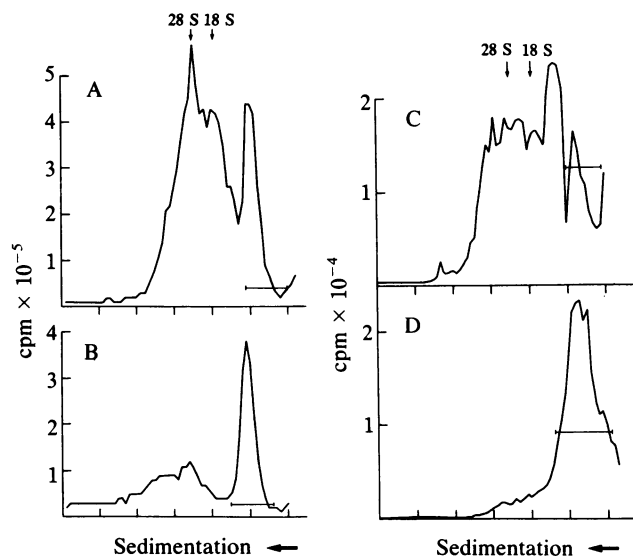 28 S 18 S
A
5
4
3
2
1
B
4
3
2
1
cpm × 10⁻⁵
Sedimentation
28 S 18 S
C
2
1
D
2
1
cpm × 10⁻⁴
Sedimentation